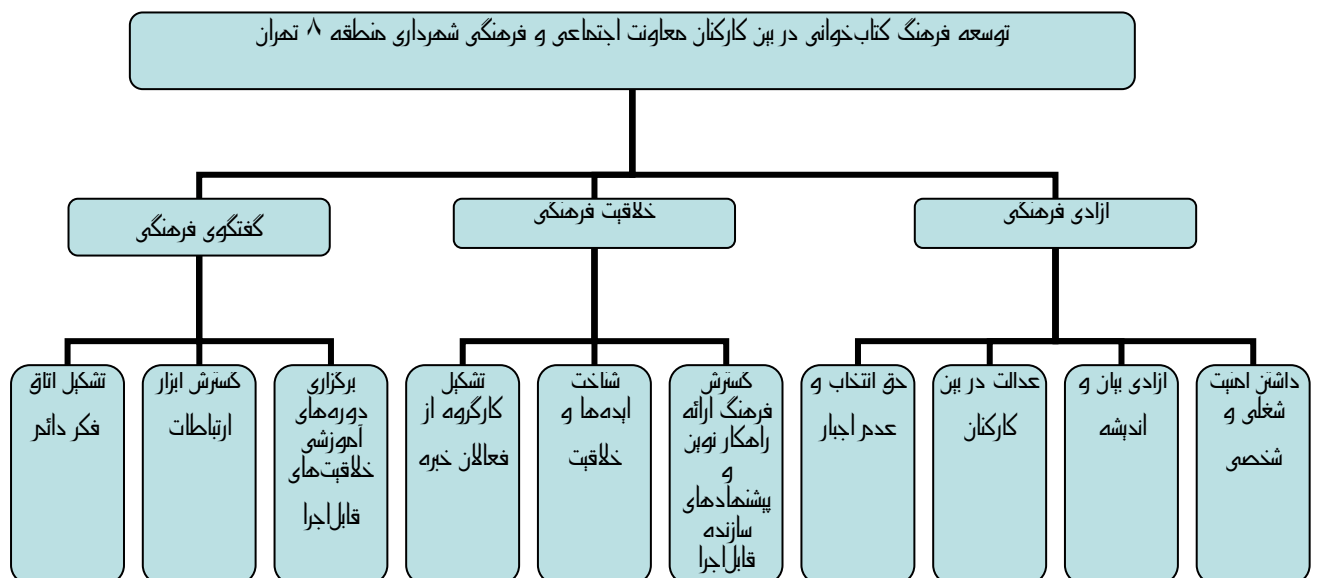 توسعه فرهنگ کتاب‌خوانی در بین کارکنان معاونت اجتماعی و فرهنگی شهرداری منطقه ۸ تهران
آزادی فرهنگی
خلاقیت فرهنگی
گفتگوی فرهنگی
داشتن امنیت
شغلی و
شخصی
آزادی بیان و
اندیشه
عدالت در بین
کارکنان
حق انتخاب و
عدم اجبار
گسترش
فرهنگ ارائه
راهکار نوین
و
پیشنهادهای
سازنده
قابل‌اجرا
شناخت
ایده‌ها و
خلاقیت
تشکیل
کارگروه از
فعالان خبره
برگزاری
دوره‌های
آموزشی
خلاقیت‌های
قابل‌اجرا
گسترش ابزار
ارتباطات
تشکیل اتاق
فکر دائم